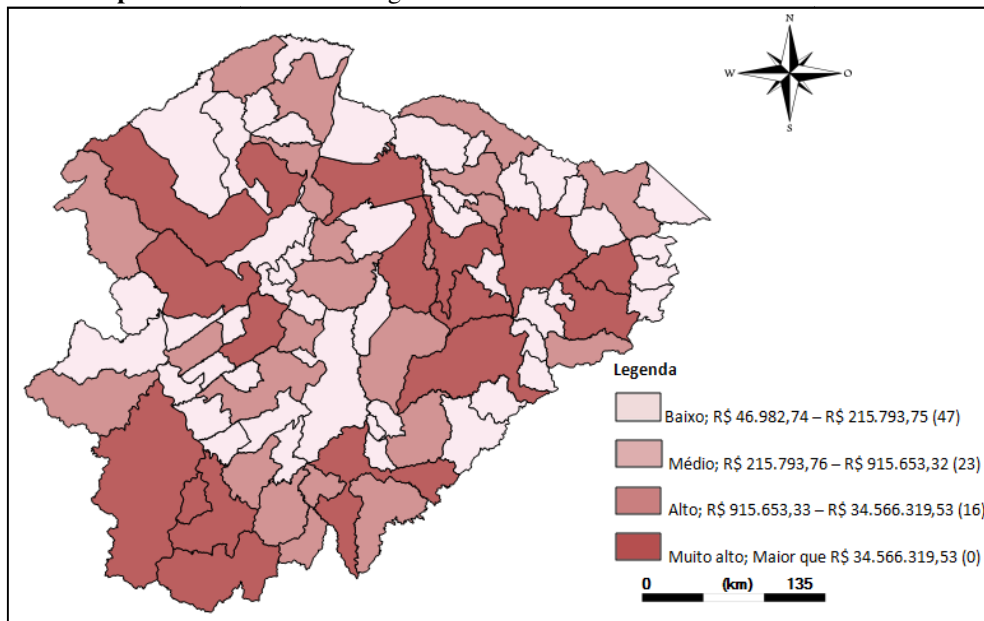 N
W O
S
Legenda
Baixo; R$ 46.982,74 – R$ 215.793,75 (47)
Médio; R$ 215.793,76 – R$ 915.653,32 (23)
Alto; R$ 915.653,33 – R$ 34.566.319,53 (16)
Muito alto; Maior que R$ 34.566.319,53 (0)
0 (km) 135